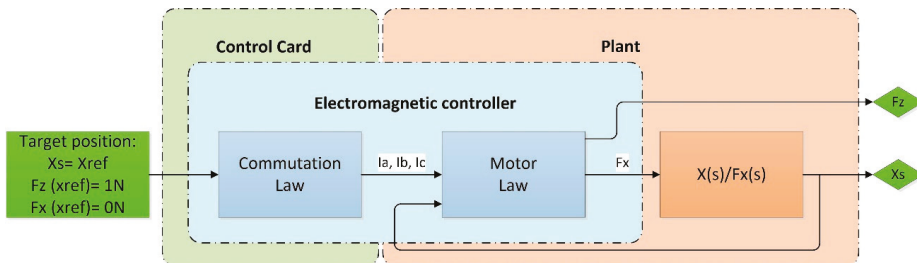 Control Card
Plant
Electromagnetic controller
Target position:
Xs= Xref
Fz (xref)= 1N
Fx (xref)= 0N
Commutation
Law
Ia, Ib, Ic
Motor
Law
Fx
X(s)/Fx(s)
Fz
Xs